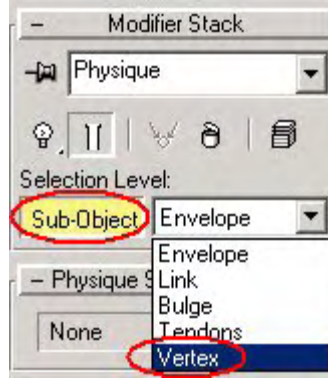 – Modifier Stack
Physique
Selection Level:
Sub-Object Envelope
Envelope
– Physique S
Link
Bulge
None
Tendons
Vertex